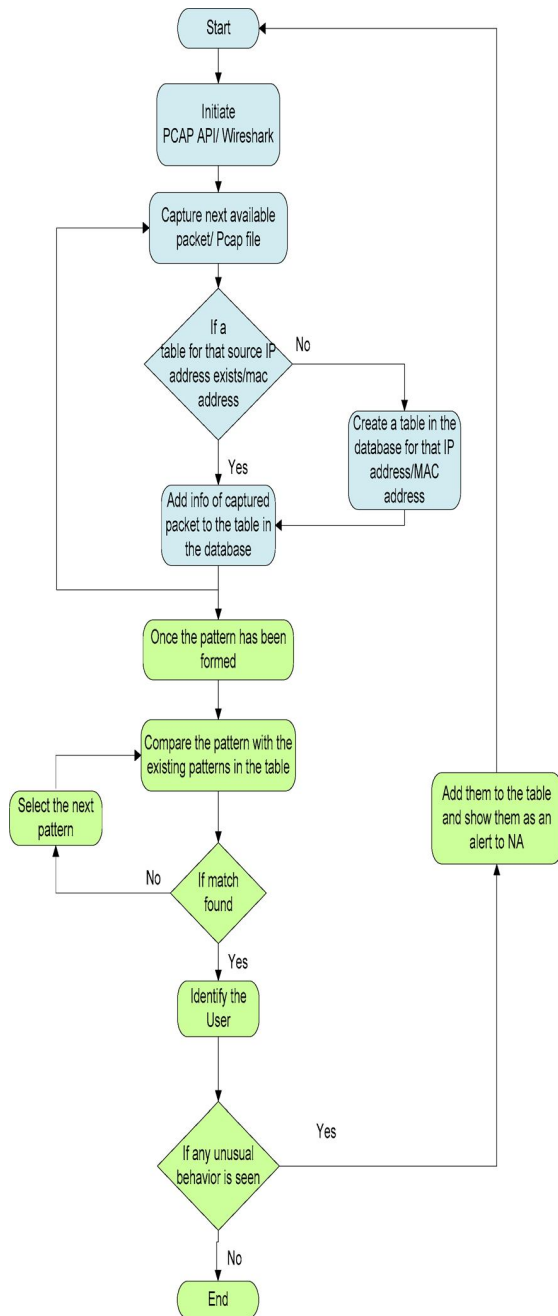 Start
Initiate
PCAP API/ Wireshark
Capture next available
packet/ Pcap file
If a
table for that source IP
address exists/mac
address
No
Create a table in the
database for that IP
address/MAC
address
Yes
Add info of captured
packet to the table in
the database
Once the pattern has been
formed
Compare the pattern with the
existing patterns in the table
Select the next
pattern
Add them to the table
and show them as an
alert to NA
No
If match
found
Yes
Identify the
User
If any unusual
behavior is seen
Yes
No
End